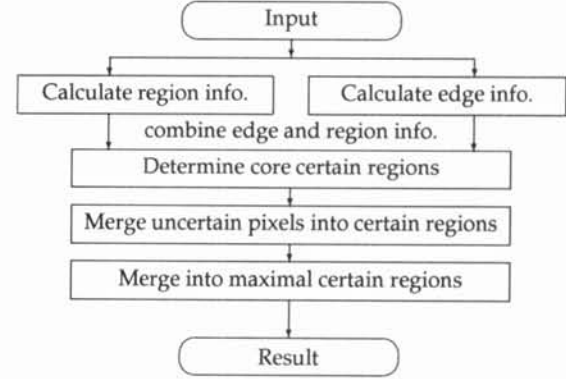 Input
Calculate region info.
Calculate edge info.
combine edge and region info.
Determine core certain regions
Merge uncertain pixels into certain regions
Merge into maximal certain regions
Result